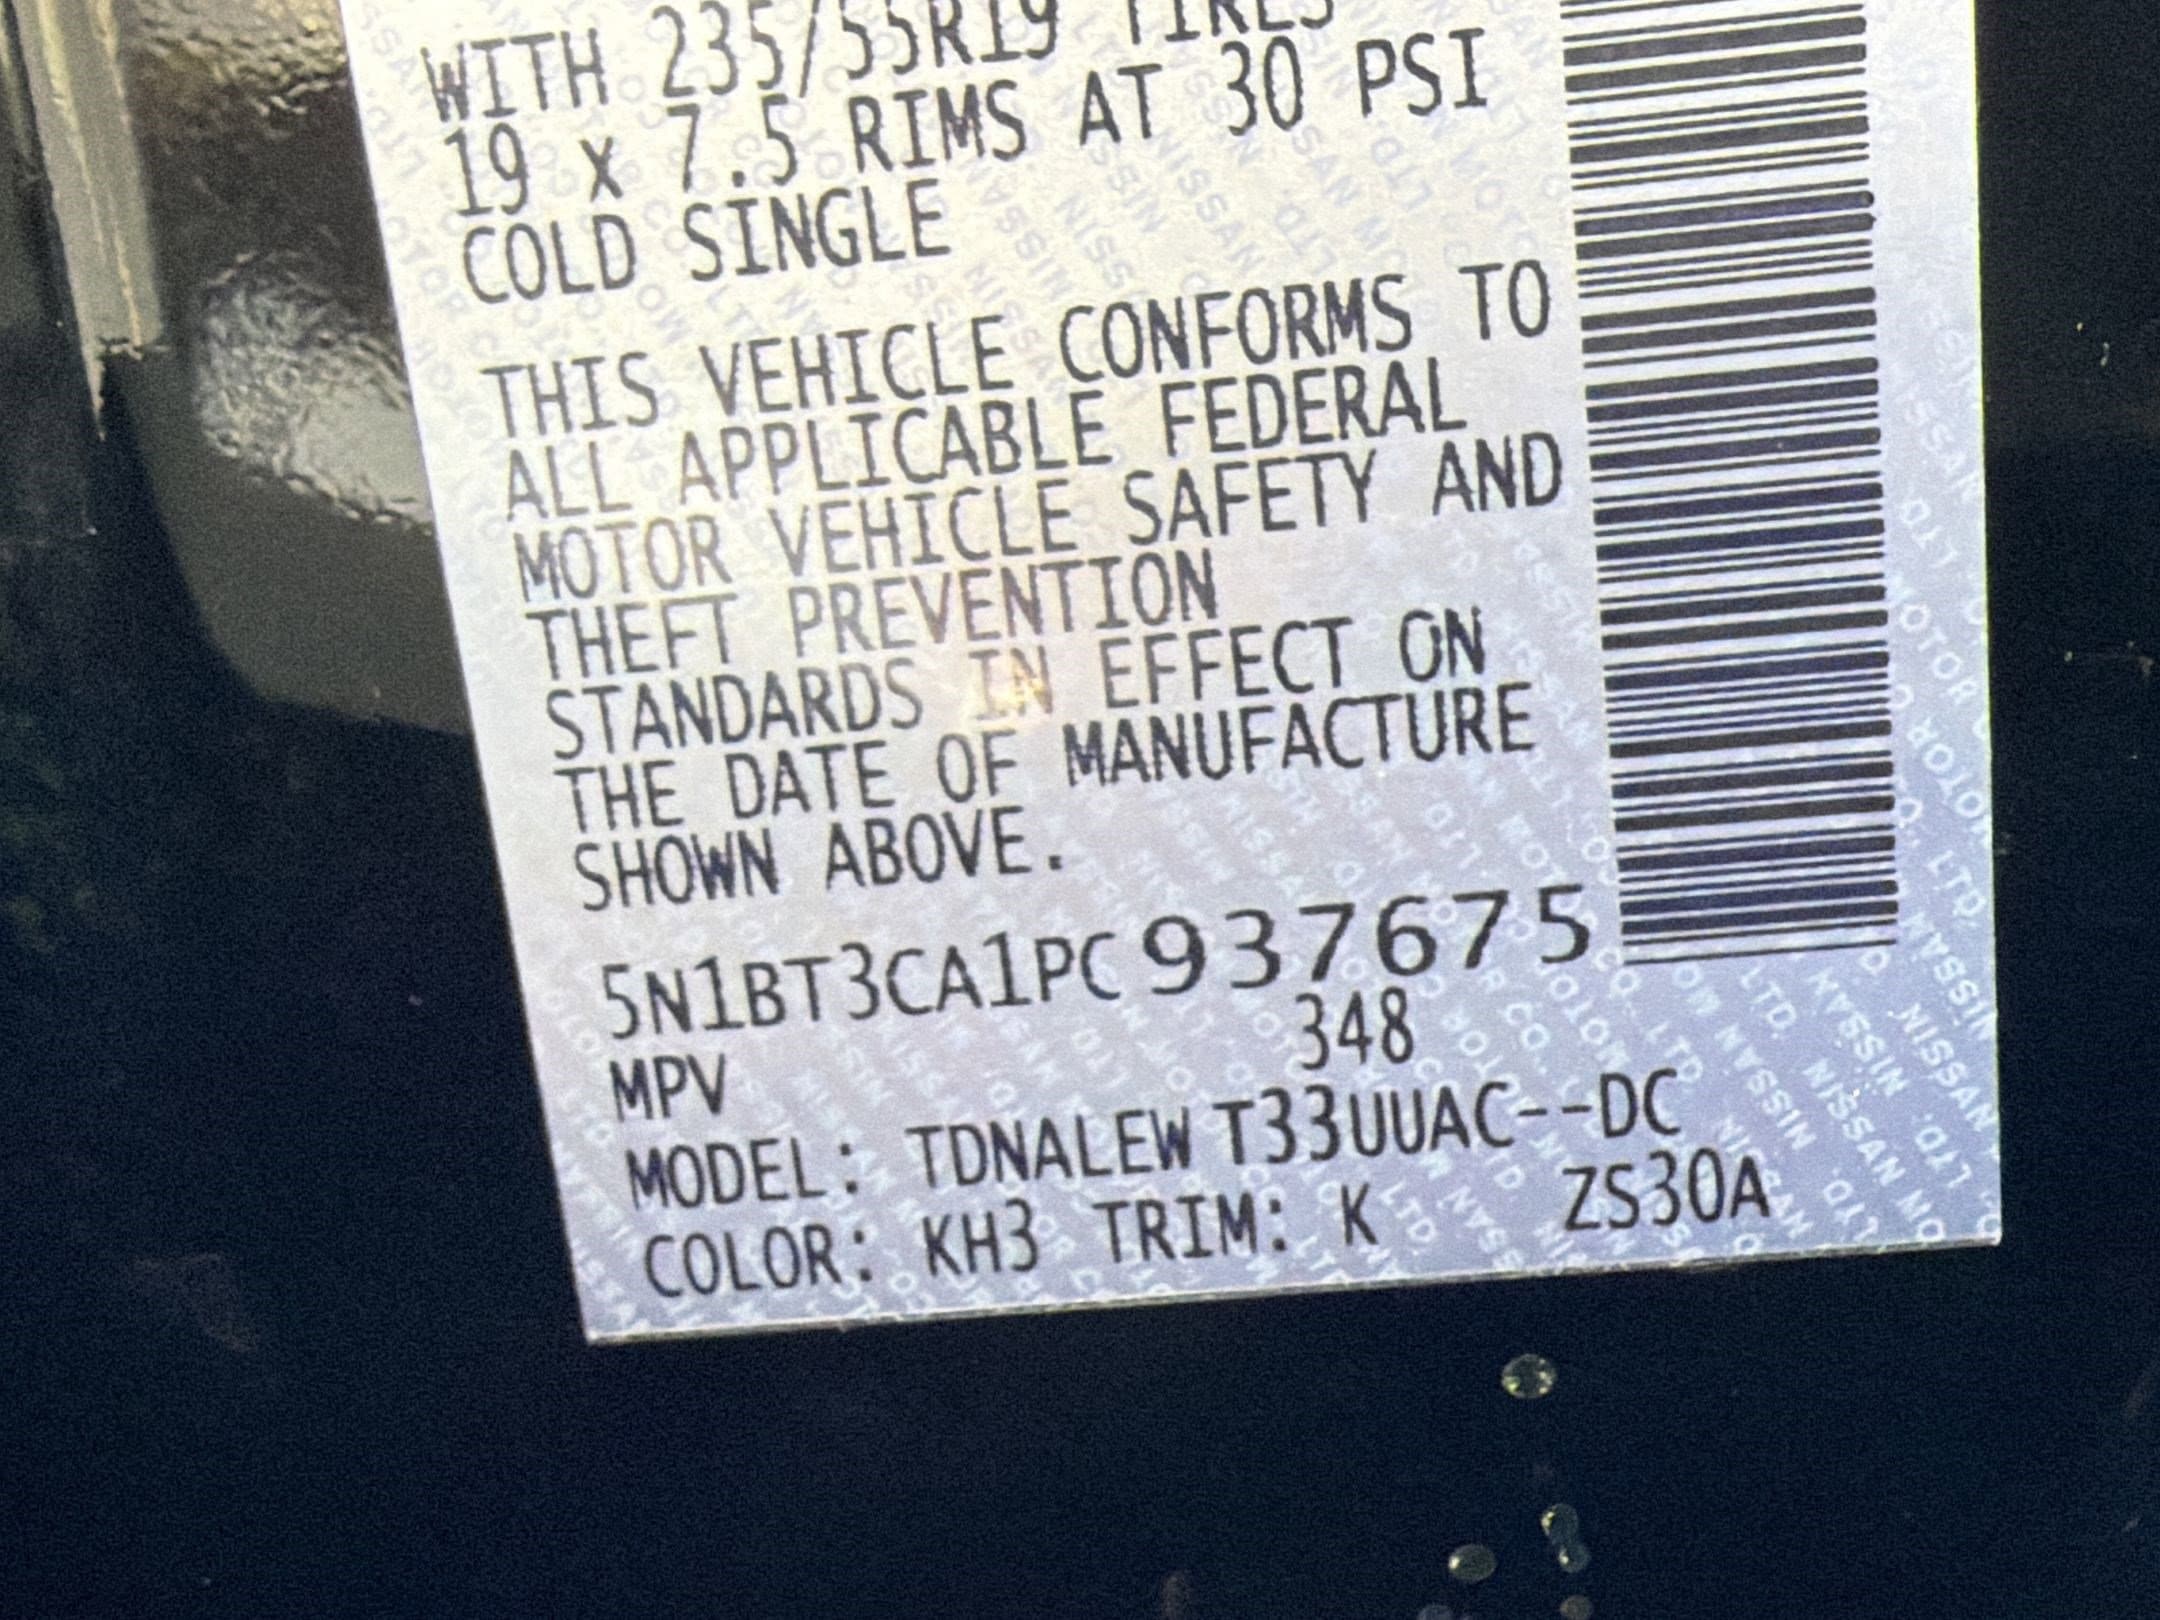 WITH 235/55R19 TIRES
19 x 7.5 RIMS AT 30 PSI
COLD SINGLE
THIS VEHICLE CONFORMS TO
ALL APPLICABLE FEDERAL
MOTOR VEHICLE SAFETY AND
THEFT PREVENTION
STANDARDS IN EFFECT ON
THE DATE OF MANUFACTURE
SHOWN ABOVE.
5N1BT3CA1PC937675
MPV 348
MODEL: TDNALEW T33UUAC--DC
COLOR: KH3 TRIM: K ZS30A